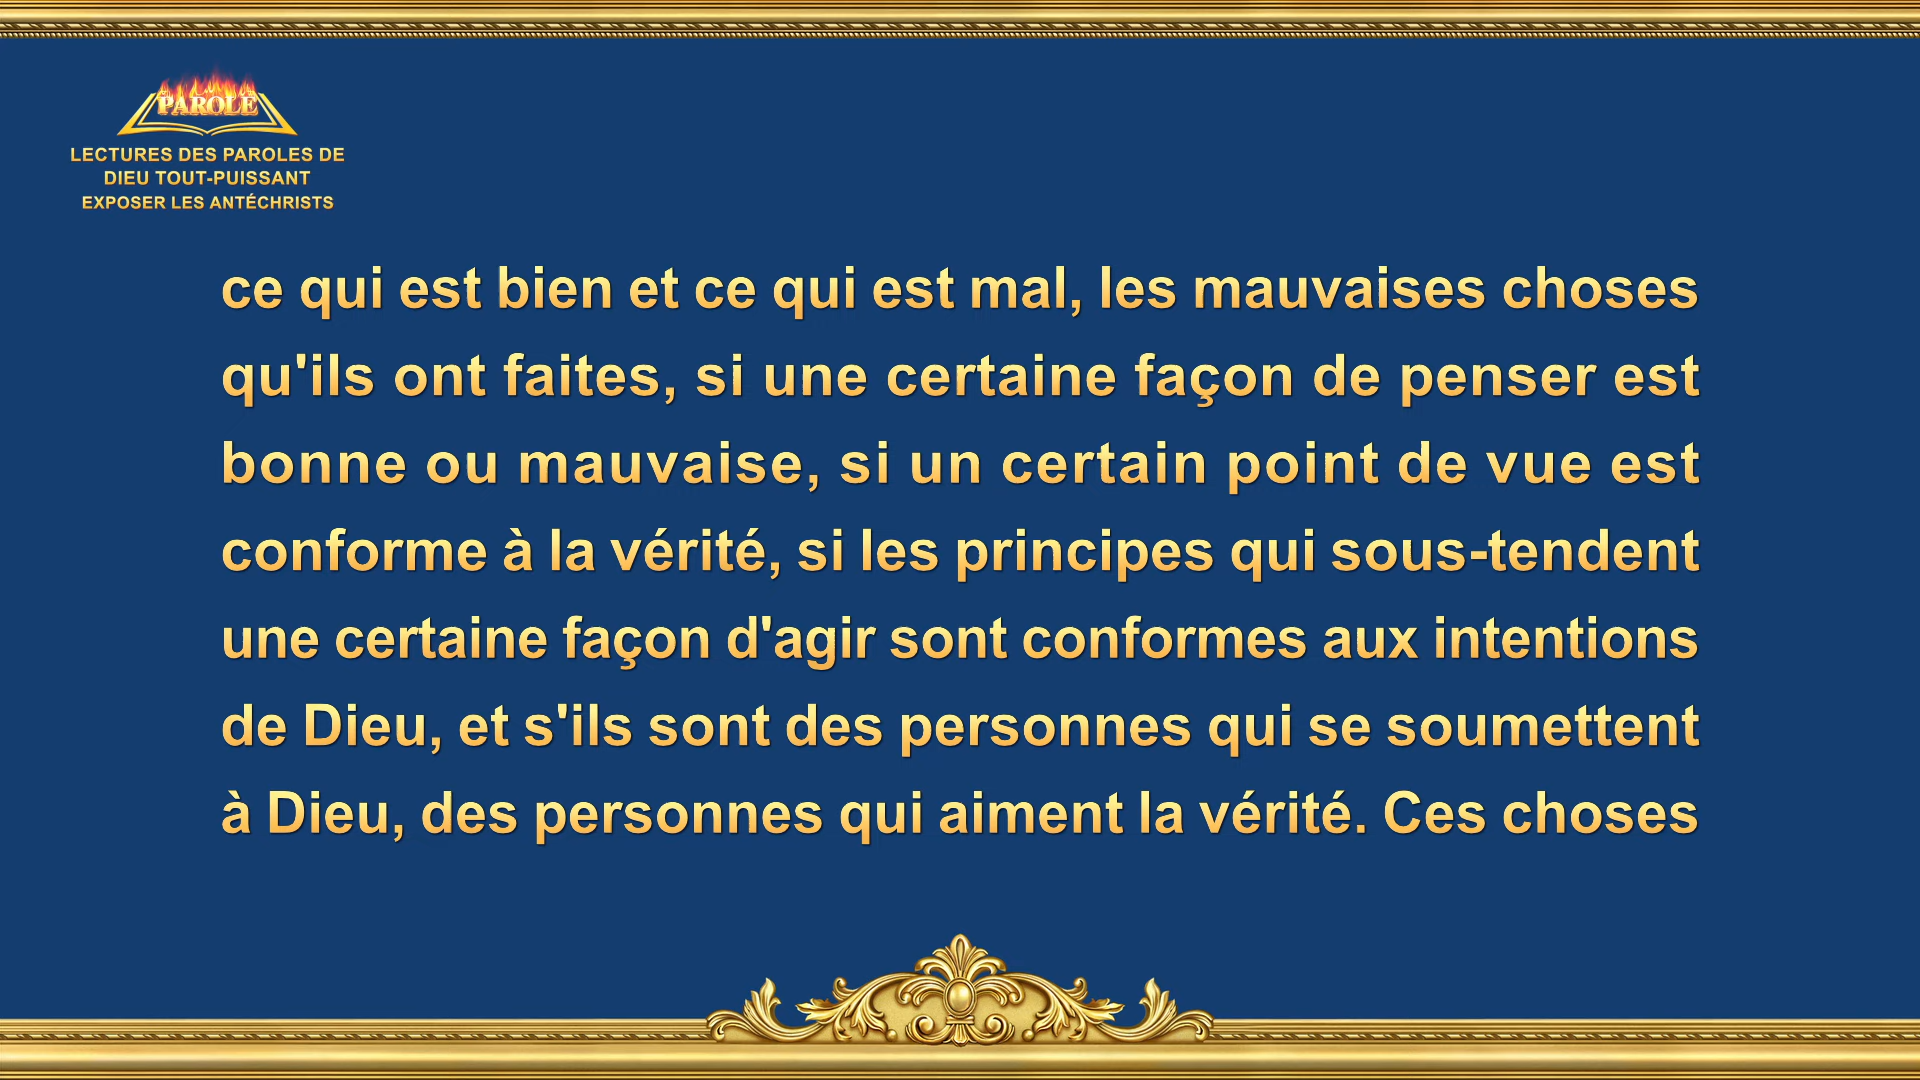 PAROLE
LECTURES DES PAROLES DE
DIEU TOUT-PUISSANT
EXPOSER LES ANTÉCHRISTS
ce qui est bien et ce qui est mal, les mauvaises choses
qu'ils ont faites, si une certaine façon de penser est
bonne ou mauvaise, si un certain point de vue est
conforme à la vérité, si les principes qui sous-tendent
une certaine façon d'agir sont conformes aux intentions
de Dieu, et s'ils sont des personnes qui se soumettent
à Dieu, des personnes qui aiment la vérité. Ces choses